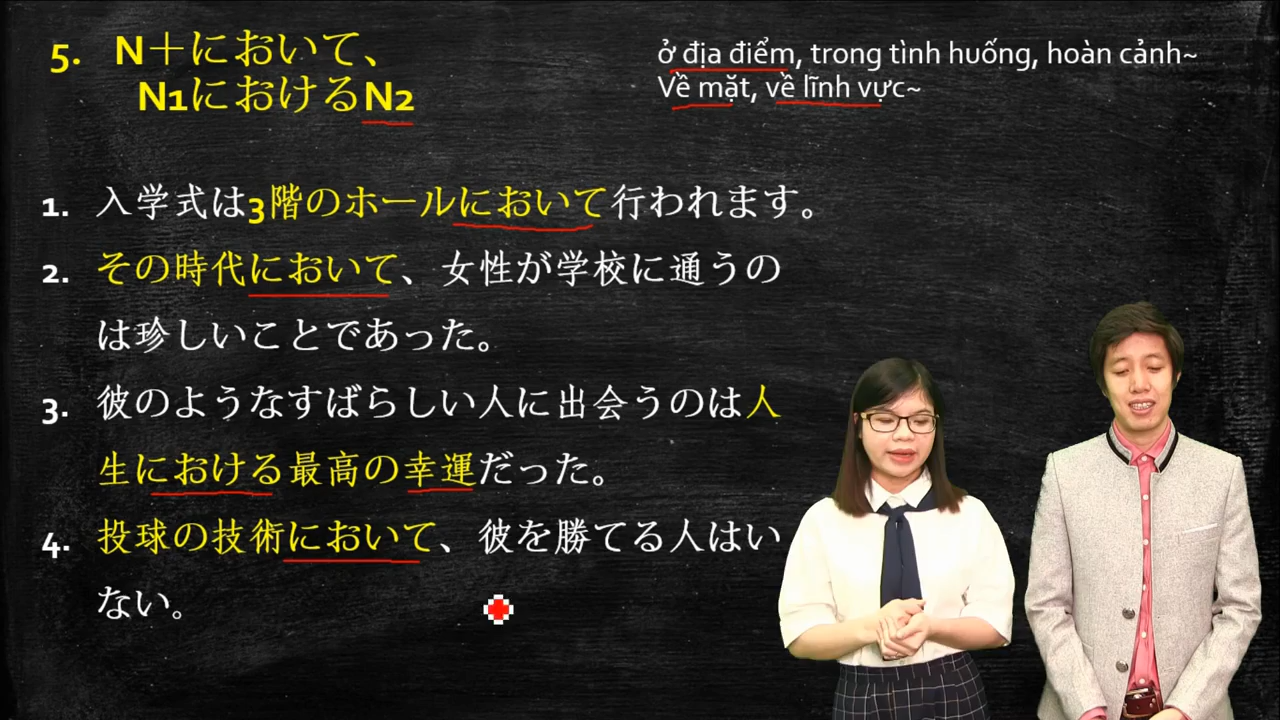 5. N＋において、
N1におけるN2
ở địa điểm, trong tình huống, hoàn cảnh~
Về mặt, về lĩnh vực~
1. 入学式は3階のホールにおいて行われます。
2. その時代において、女性が学校に通うの
は珍しいことであった。
3. 彼のようなすばらしい人に出会うのは人
生における最高の幸運だった。
4. 投球の技術において、彼を勝てる人はい
ない。